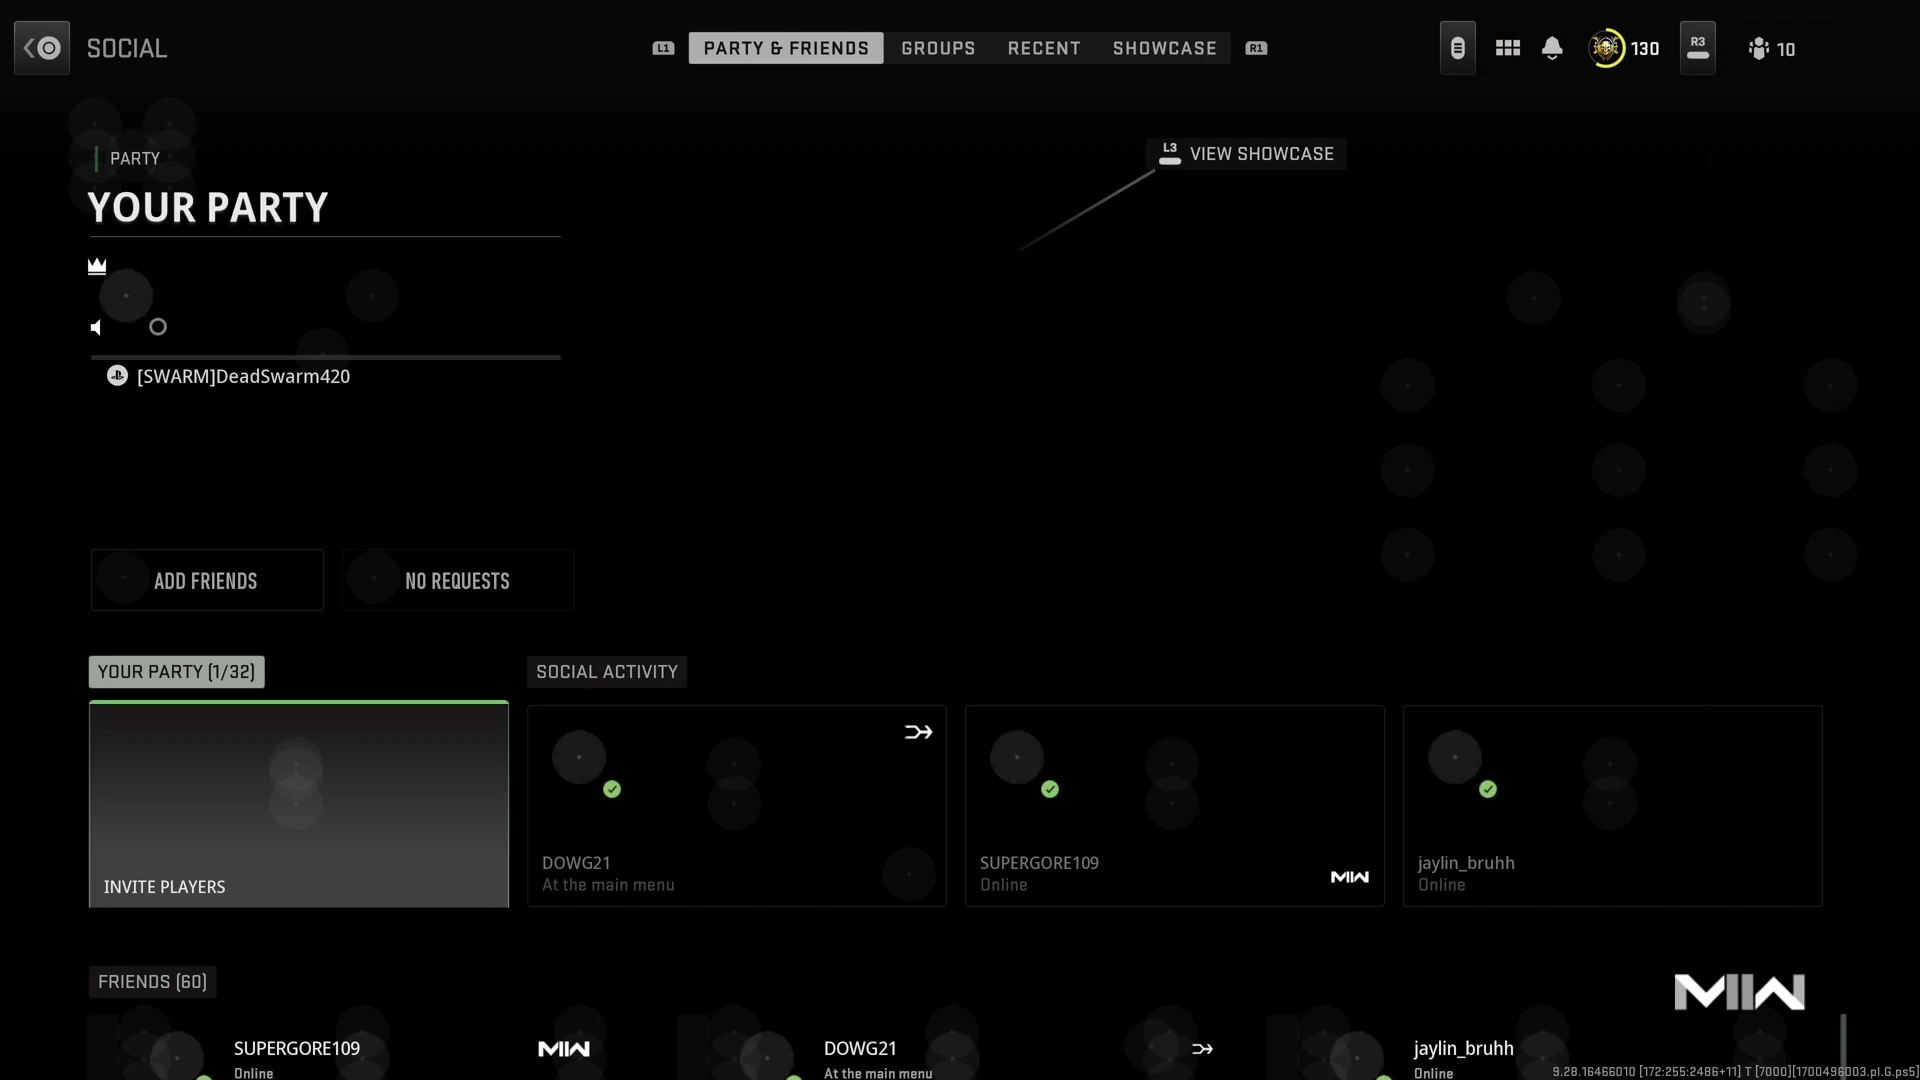 SOCIAL
L1
PARTY & FRIENDS
GROUPS
RECENT
SHOWCASE
R1
130
R3
10
PARTY
L3
VIEW SHOWCASE
YOUR PARTY
[SWARM]DeadSwarm420
ADD FRIENDS
NO REQUESTS
YOUR PARTY (1/32)
SOCIAL ACTIVITY
INVITE PLAYERS
DOWG21
At the main menu
SUPERGORE109
Online
MW
jaylin_bruhh
Online
FRIENDS (60)
MW
SUPERGORE109
Online
MW
DOWG21
At the main menu
jaylin_bruhh
Online
9.28.16466010 [172:255:2486+11] T [7000][1700496003.pl.G.ps5]